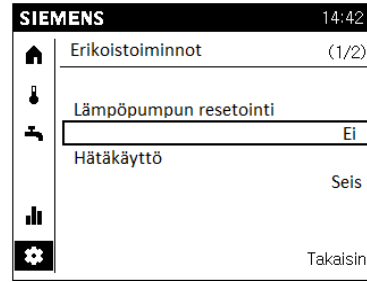 SIEMENS 14:42
Erikoistoiminnot (1/2)
Lämpöpumpun resetointi
Ei
Hätäkäyttö
Seis
Takaisin